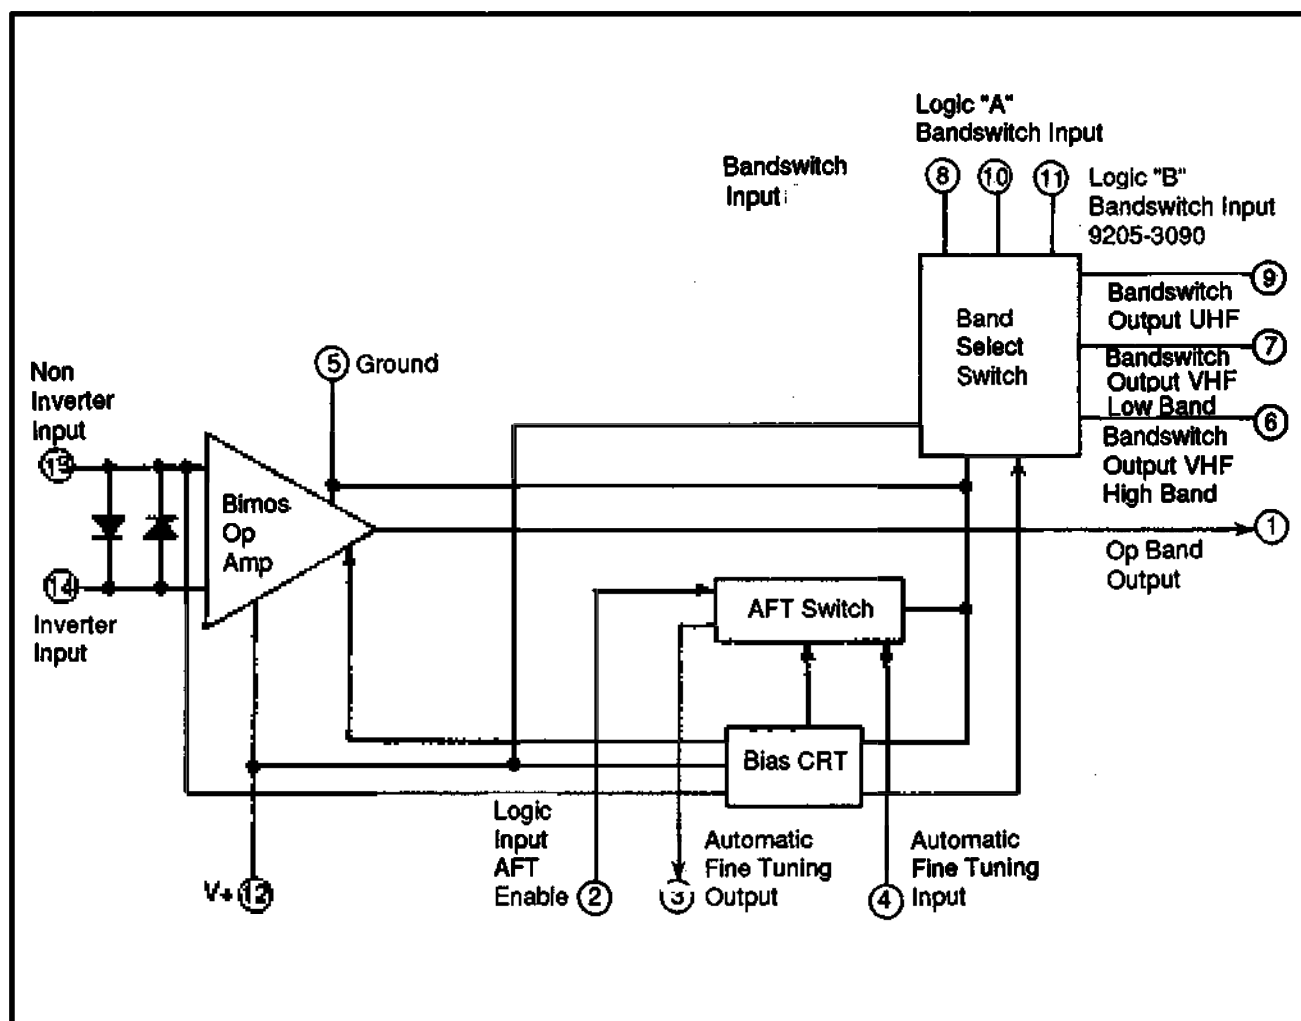 Logic "A"
Bandswitch Input
Bandswitch
Input
8
10
11
Logic "B"
Bandswitch Input
9205-3090
Band
Select
Switch
9
Bandswitch
Output UHF
7
Bandswitch
Output VHF
Low Band
6
Bandswitch
Output VHF
High Band
5
Ground
Non
Inverter
Input
Bimos
Op
Amp
14
Inverter
Input
1
Op Band
Output
AFT Switch
Bias CRT
V+
12
Logic
Input
AFT
Enable
2
3
Automatic
Fine Tuning
Output
4
Automatic
Fine Tuning
Input